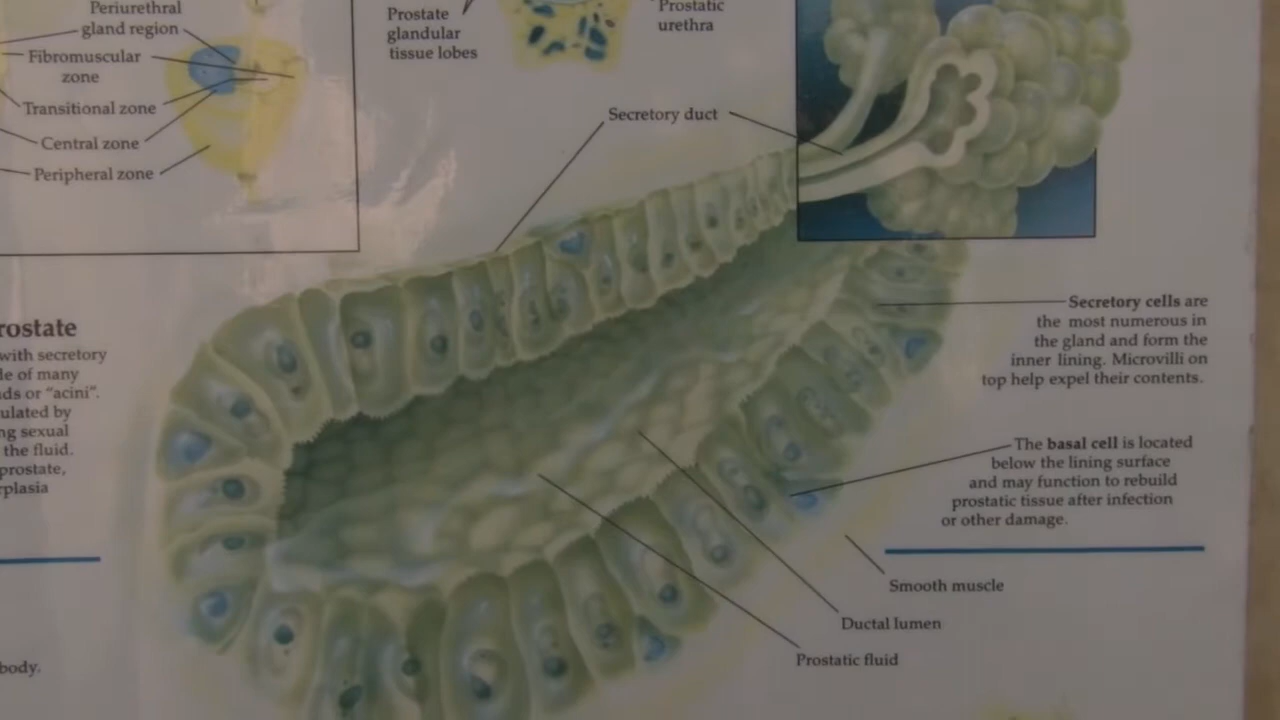 Periurethral
gland region
Fibromuscular
zone
Transitional zone
Central zone
Peripheral zone
Prostate
glandular
tissue lobes
Prostatic
urethra
Secretory duct
rostate
with secretory
le of many
ds or “acini”.
ulated by
ng sexual
the fluid.
prostate,
rplasia
body.
Secretory cells are
the most numerous in
the gland and form the
inner lining. Microvilli on
top help expel their contents.
The basal cell is located
below the lining surface
and may function to rebuild
prostatic tissue after infection
or other damage.
Smooth muscle
Ductal lumen
Prostatic fluid